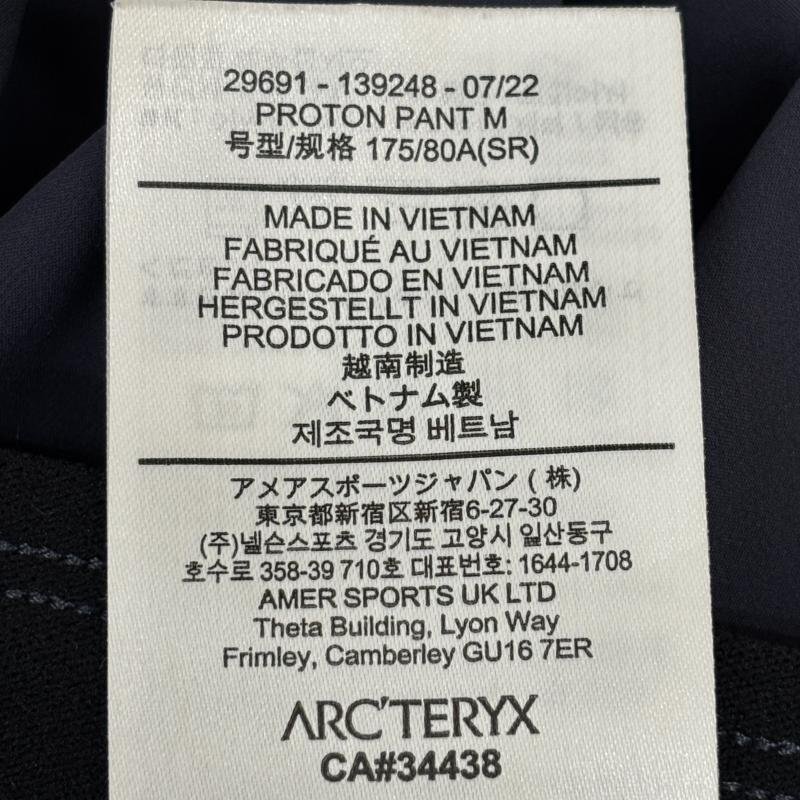 29691 - 139248 - 07/22
PROTON PANT M
号型/规格 175/80A(SR)
MADE IN VIETNAM
FABRIQUÉ AU VIETNAM
FABRICADO EN VIETNAM
HERGESTELLT IN VIETNAM
PRODOTTO IN VIETNAM
越南制造
ベトナム製
제조국명 베트남
アメアスポーツジャパン ( 株)
東京都新宿区新宿6-27-30
(주)넬슨스포츠 경기도 고양시 일산동구
호수로 358-39 710호 대표번호: 1644-1708
AMER SPORTS UK LTD
Theta Building, Lyon Way
Frimley, Camberley GU16 7ER
ARC'TERYX
CA#34438